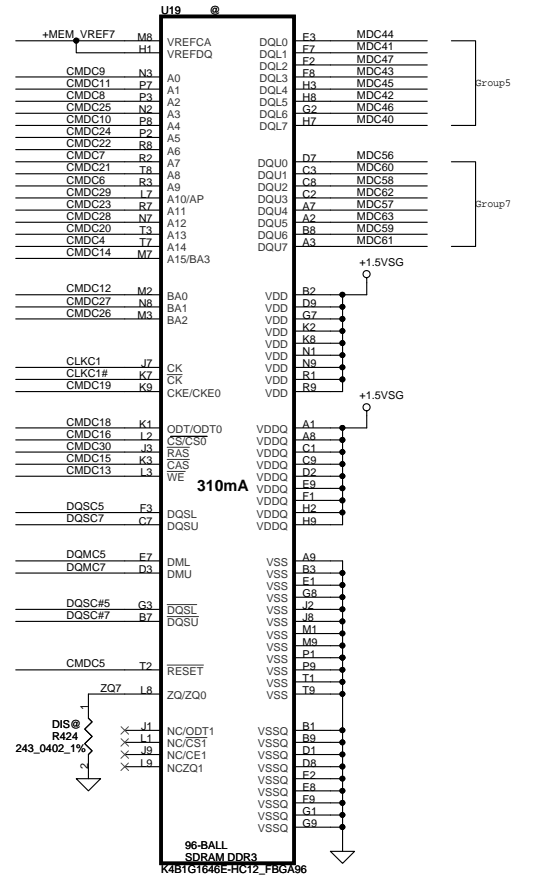 U19 @
+MEM_VREF7 M8 VREFCA DQL0 E3 MDC44
H1 VREFDQ DQL1 F7 MDC41
DQL2 F2 MDC47
CMDC9 N3 A0 DQL3 F8 MDC43
CMDC11 P7 A1 DQL4 H3 MDC45 Group5
CMDC8 P3 A2 DQL5 H8 MDC42
CMDC25 N2 A3 DQL6 G2 MDC46
CMDC10 P8 A4 DQL7 H7 MDC40
CMDC24 P2 A5
CMDC22 R8 A6
CMDC7 R2 A7 DQU0 D7 MDC56
CMDC21 T8 A8 DQU1 C3 MDC60
CMDC6 R3 A9 DQU2 C8 MDC58
CMDC29 L7 A10/AP DQU3 C2 MDC62
CMDC23 R7 A11 DQU4 A7 MDC57 Group7
CMDC28 N7 A12 DQU5 A2 MDC63
CMDC20 T3 A13 DQU6 B8 MDC59
CMDC4 T7 A14 DQU7 A3 MDC61
CMDC14 M7 A15/BA3
+1.5VSG
CMDC12 M2 BA0 VDD B2
CMDC27 N8 BA1 VDD D9
CMDC26 M3 BA2 VDD G7
VDD K2
VDD K8
VDD N1
CLKC1 J7 CK VDD N9
CLKC1# K7 CK VDD R1
CMDC19 K9 CKE/CKE0 VDD R9
+1.5VSG
CMDC18 K1 ODT/ODT0 VDDQ A1
CMDC16 L2 CS/CS0 VDDQ A8
CMDC30 J3 RAS VDDQ C1
CMDC15 K3 CAS VDDQ C9
CMDC13 L3 WE VDDQ D2
310mA VDDQ E9
VDDQ F1
DQSC5 F3 DQSL VDDQ H2
DQSC7 C7 DQSU VDDQ H9
DQMC5 E7 DML VSS A9
DQMC7 D3 DMU VSS B3
VSS E1
VSS G8
DQSC#5 G3 DQSL VSS J2
DQSC#7 B7 DQSU VSS J8
VSS M1
VSS M9
VSS P1
CMDC5 T2 RESET VSS P9
VSS T1
ZQ7 L8 ZQ/ZQ0 VSS T9
1
DIS@ J1 NC/ODT1 VSSQ B1
R424 L1 NC/CS1 VSSQ B9
243_0402_1% J9 NC/CE1 VSSQ D1
2 L9 NCZQ1 VSSQ D8
VSSQ E2
VSSQ E8
VSSQ F9
VSSQ G1
VSSQ G9
96-BALL
SDRAM DDR3
K4B1G1646E-HC12_FBGA96